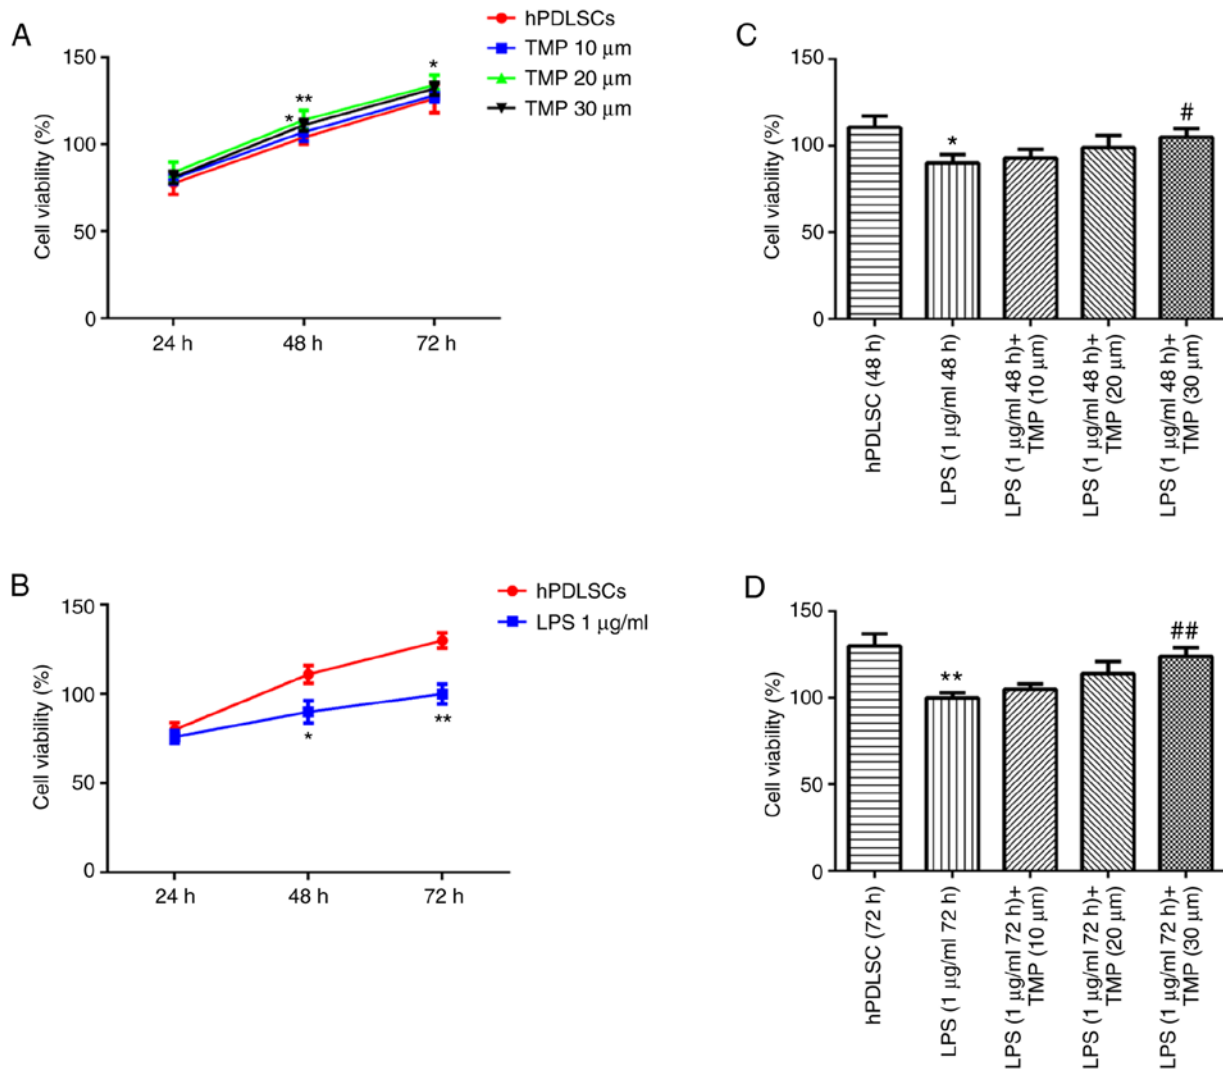 A
hPDLSCs
TMP 10 µm
TMP 20 µm
TMP 30 µm
Cell viability (%)
150
100
50
0
*
**
*
24 h
48 h
72 h
B
hPDLSCs
LPS 1 µg/ml
Cell viability (%)
150
100
50
0
*
**
24 h
48 h
72 h
C
Cell viability (%)
150
100
50
0
*
#
hPDLSC (48 h)
LPS (1 µg/ml 48 h)
LPS (1 µg/ml 48 h)+
TMP (10 µm)
LPS (1 µg/ml 48 h)+
TMP (20 µm)
LPS (1 µg/ml 48 h)+
TMP (30 µm)
D
Cell viability (%)
150
100
50
0
**
##
hPDLSC (72 h)
LPS (1 µg/ml 72 h)
LPS (1 µg/ml 72 h)+
TMP (10 µm)
LPS (1 µg/ml 72 h)+
TMP (20 µm)
LPS (1 µg/ml 72 h)+
TMP (30 µm)